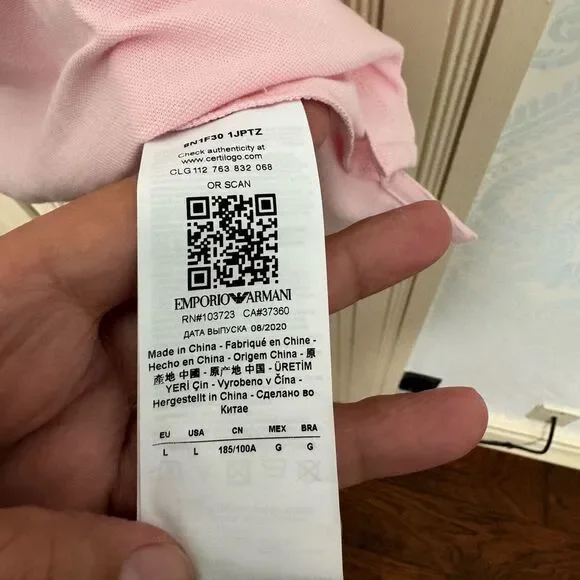 8N1F30 1JPTZ
Check authenticity at
www.certilogo.com
CLG 112 763 832 068
OR SCAN
EMPORIO ARMANI
RN#103723 CA#37360
ДАТА ВЫПУСКА 08/2020
Made in China - Fabriqué en Chine -
Hecho en China - Origem China - 原
產地 中国 - 原产地 中国 - ÜRETİM
YERİ Çin - Vyrobeno v Čína -
Hergestellt in China - Сделано во
Китае
EU USA CN MEX BRA
L L 185/100A G G